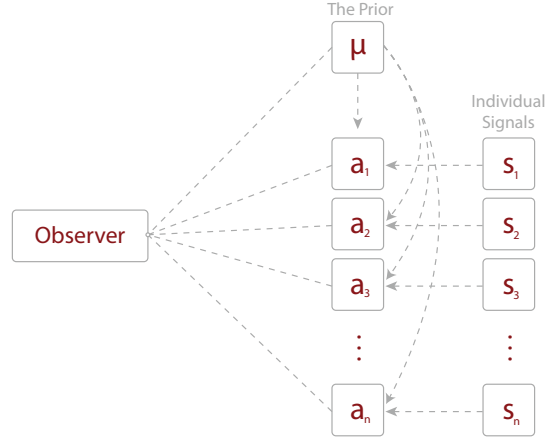 The Prior
μ
Individual
Signals
a₁
s₁
Observer
a₂
s₂
a₃
s₃
⋮
⋮
aₙ
sₙ